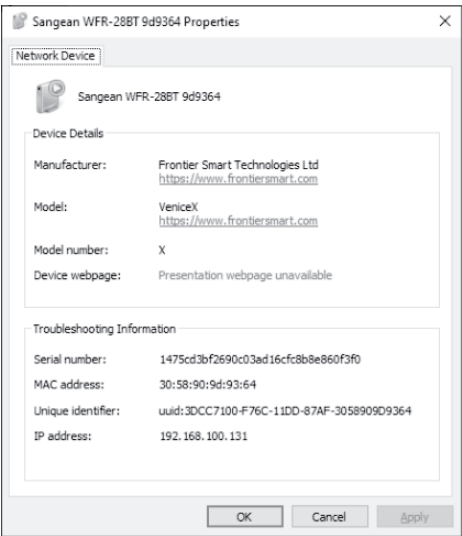 Sangean WFR-28BT 9d9364 Properties
Network Device
Sangean WFR-28BT 9d9364
Device Details
Manufacturer: Frontier Smart Technologies Ltd
https://www.frontiersmart.com
Model: VeniceX
https://www.frontiersmart.com
Model number: X
Device webpage: Presentation webpage unavailable
Troubleshooting Information
Serial number: 1475cd3bf2690c03ad16cfc8b8e860f3f0
MAC address: 30:58:90:9d:93:64
Unique identifier: uuid:3DCC7100-F76C-11DD-87AF-3058909D9364
IP address: 192.168.100.131
OK Cancel Apply